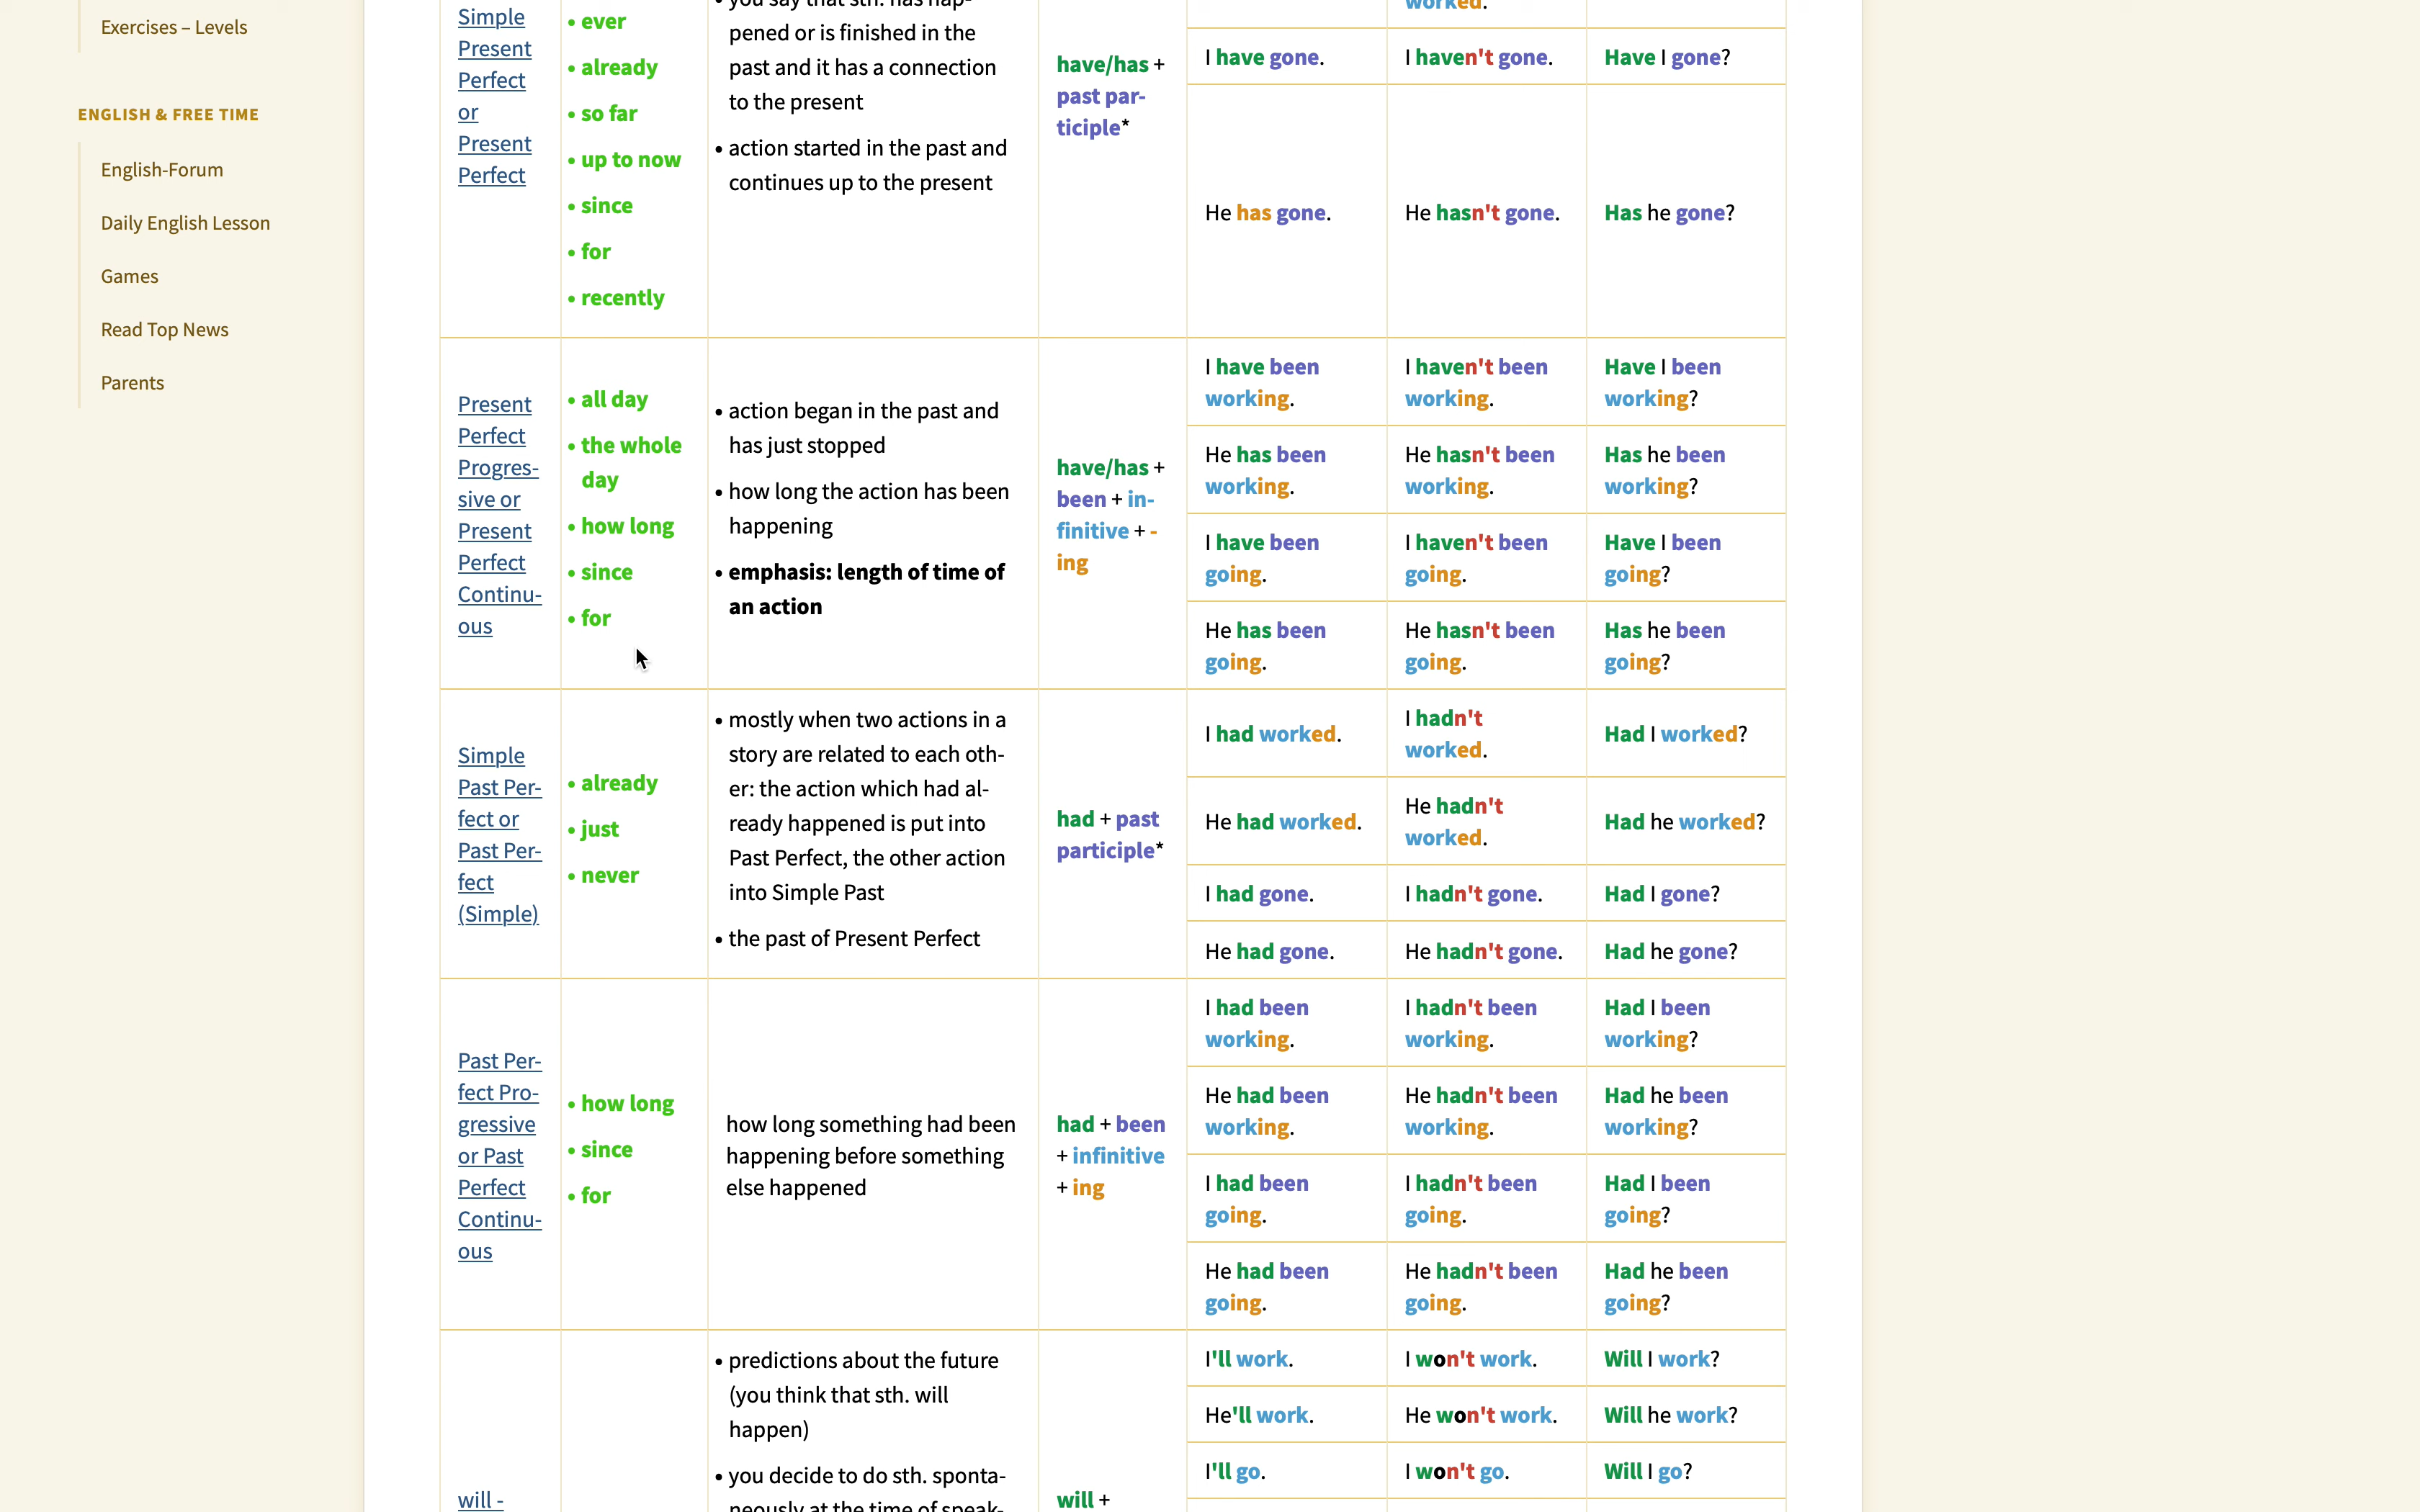 Exercises – Levels
ENGLISH & FREE TIME
English-Forum
Daily English Lesson
Games
Read Top News
Parents
Simple
Present
Perfect
or
Present
Perfect
• ever
• already
• so far
• up to now
• since
• for
• recently
• you say that sth. has hap-
pened or is finished in the
past and it has a connection
to the present
• action started in the past and
continues up to the present
have/has +
past par-
ticiple*
worked.
I have gone.
I haven't gone.
Have I gone?
He has gone.
He hasn't gone.
Has he gone?
Present
Perfect
Progres-
sive or
Present
Perfect
Continu-
ous
• all day
• the whole
day
• how long
• since
• for
• action began in the past and
has just stopped
• how long the action has been
happening
• emphasis: length of time of
an action
have/has +
been + in-
finitive + -
ing
I have been
working.
I haven't been
working.
Have I been
working?
He has been
working.
He hasn't been
working.
Has he been
working?
I have been
going.
I haven't been
going.
Have I been
going?
He has been
going.
He hasn't been
going.
Has he been
going?
Simple
Past Per-
fect or
Past Per-
fect
(Simple)
• already
• just
• never
• mostly when two actions in a
story are related to each oth-
er: the action which had al-
ready happened is put into
Past Perfect, the other action
into Simple Past
• the past of Present Perfect
had + past
participle*
I had worked.
I hadn't
worked.
Had I worked?
He had worked.
He hadn't
worked.
Had he worked?
I had gone.
I hadn't gone.
Had I gone?
He had gone.
He hadn't gone.
Had he gone?
Past Per-
fect Pro-
gressive
or Past
Perfect
Continu-
ous
• how long
• since
• for
how long something had been
happening before something
else happened
had + been
+ infinitive
+ ing
I had been
working.
I hadn't been
working.
Had I been
working?
He had been
working.
He hadn't been
working.
Had he been
working?
I had been
going.
I hadn't been
going.
Had I been
going?
He had been
going.
He hadn't been
going.
Had he been
going?
will -
• predictions about the future
(you think that sth. will
happen)
• you decide to do sth. sponta-
neously at the time of speak-
will +
I'll work.
I won't work.
Will I work?
He'll work.
He won't work.
Will he work?
I'll go.
I won't go.
Will I go?